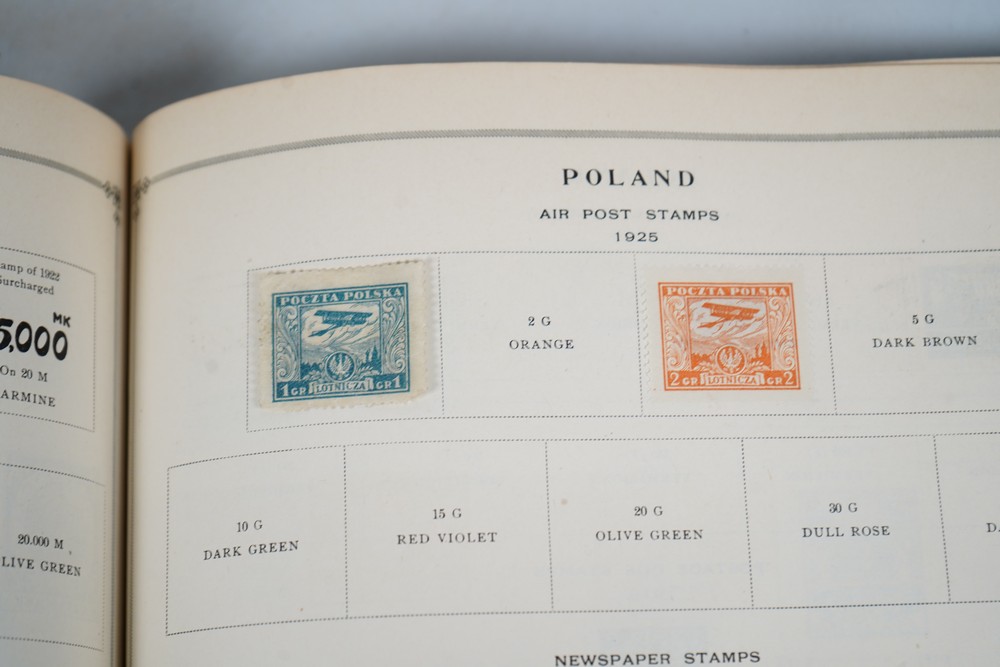 amp of 1922
urcharged
MK
5,000
On 20 M
ARMINE
20.000 M
LIVE GREEN
POLAND
AIR POST STAMPS
1925
POCZTA POLSKA
1 GR LOTNICZA GR 1
2 G
ORANGE
POCZTA POLSKA
2 GR LOTNICZA GR 2
5 G
DARK BROWN
10 G
DARK GREEN
15 G
RED VIOLET
20 G
OLIVE GREEN
30 G
DULL ROSE
D
NEWSPAPER STAMPS